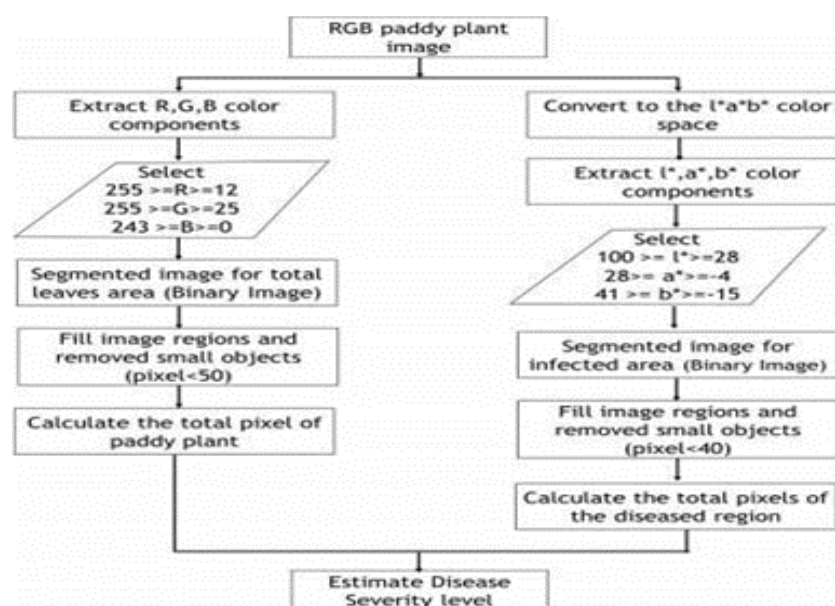 RGB paddy plant
image
Extract R,G,B color
components
Select
255 >=R>=12
255 >=G>=25
243 >=B>=0
Segmented image for total
leaves area (Binary Image)
Fill image regions and
removed small objects
(pixel<50)
Calculate the total pixel of
paddy plant
Convert to the l*a*b* color
space
Extract l*,a*,b* color
components
Select
100 >= l*>=28
28>= a*>=-4
41 >= b*>=-15
Segmented image for
infected area (Binary Image)
Fill image regions and
removed small objects
(pixel<40)
Calculate the total pixels of
the diseased region
Estimate Disease
Severity level